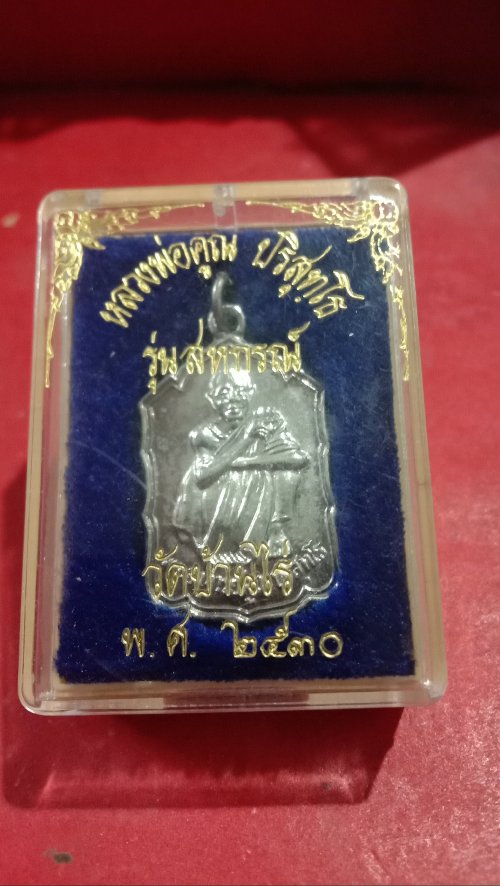 หลวงพ่อคูณ ปริสุทโธ
รุ่นสหกรณ์
วัดบ้านไร่
พ.ศ. ๒๕๓๐